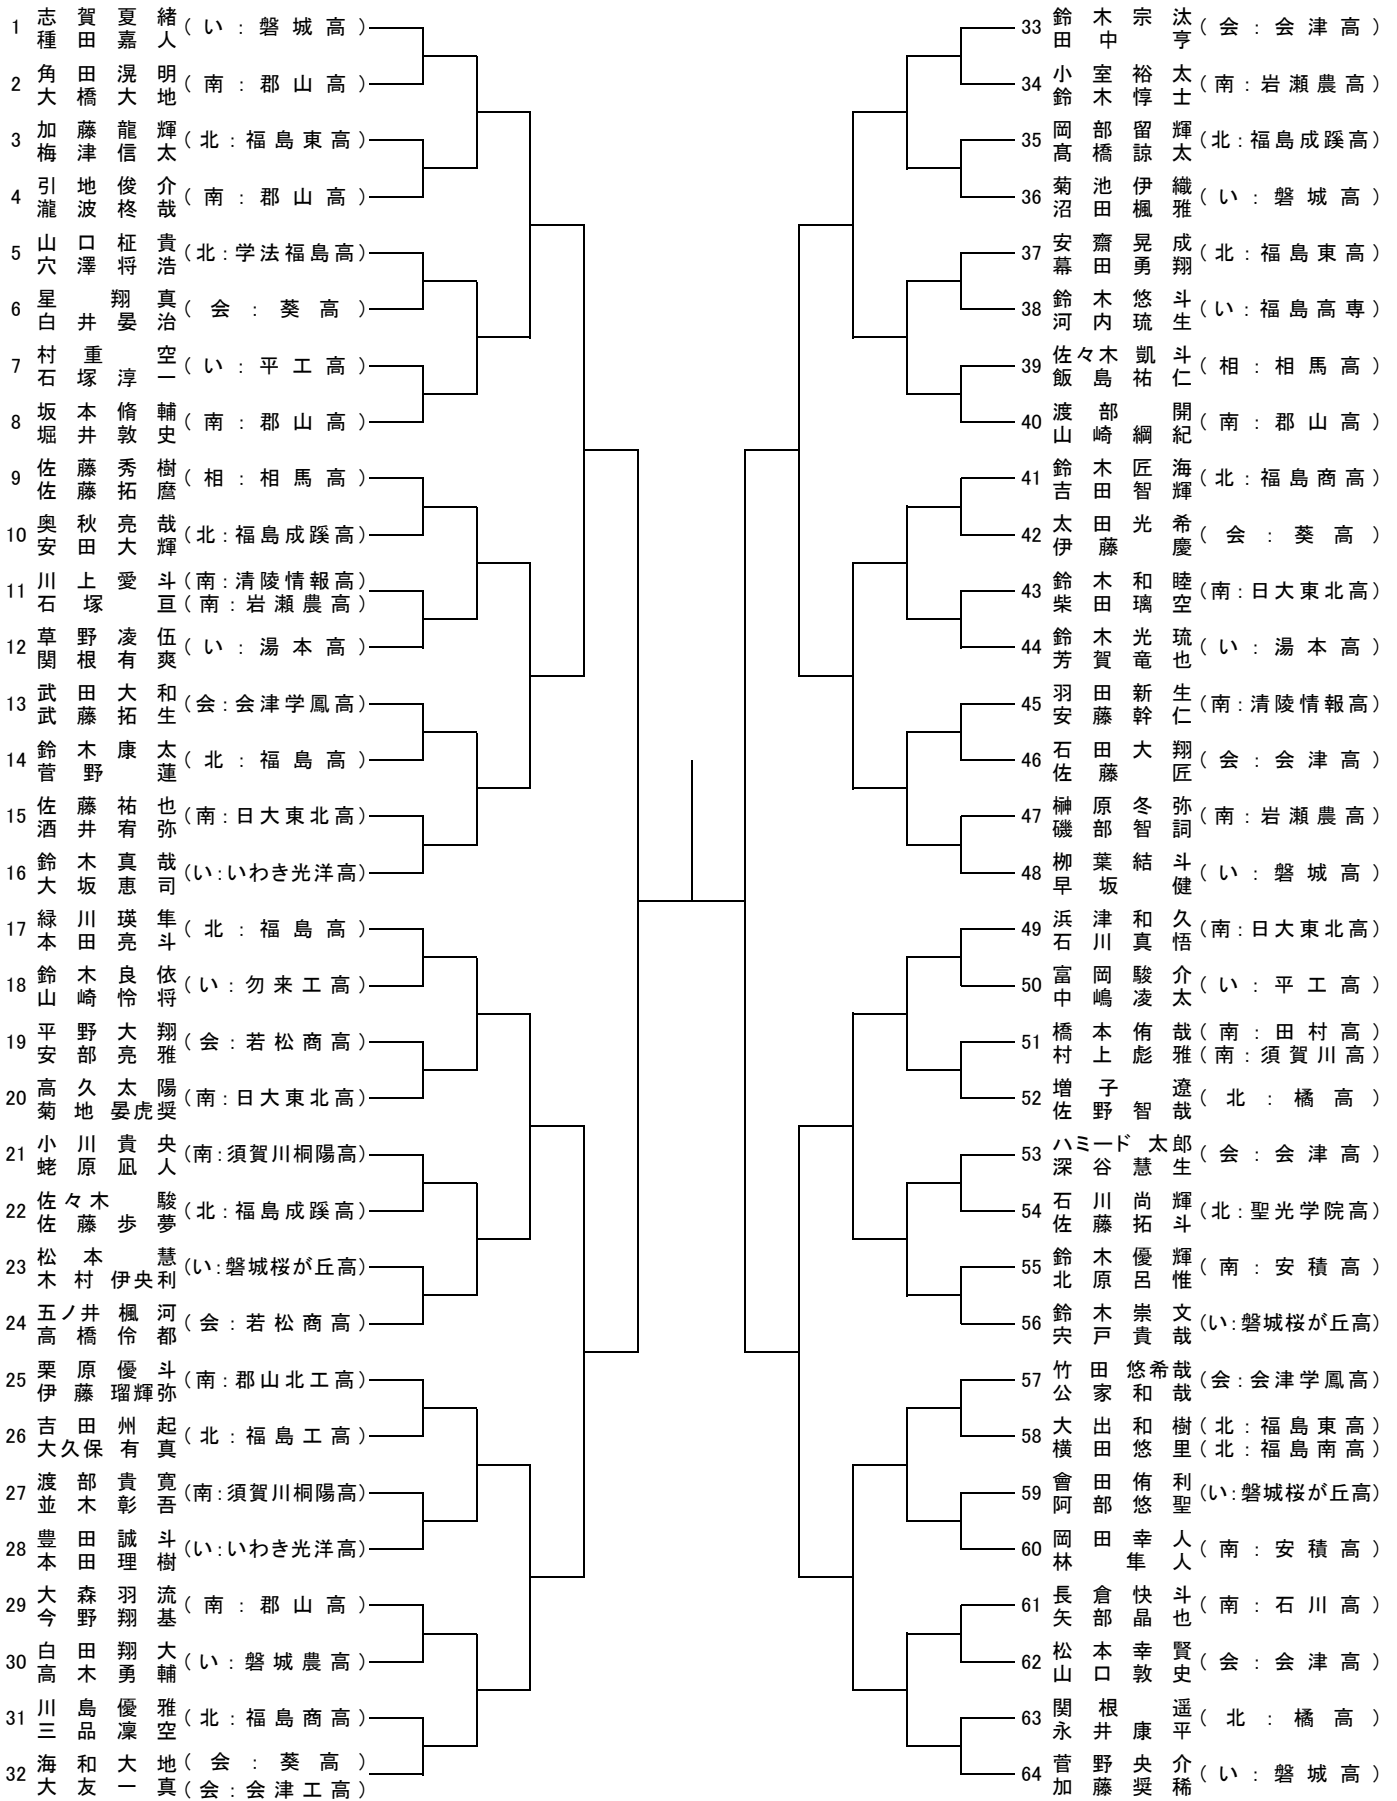 1 志賀夏緒 (い:磐城高)
種田嘉人
2 角田滉明 (南:郡山高)
大橋大地
3 加藤龍輝 (北:福島東高)
梅津信太
4 引地俊介 (南:郡山高)
瀧波柊哉
5 山口柾貴 (北:学法福島高)
穴澤将浩
6 星翔真 (会:葵高)
白井晏治
7 村重空 (い:平工高)
石塚淳一
8 坂本脩輔 (南:郡山高)
堀井敦史
9 佐藤秀樹 (相:相馬高)
佐藤拓麿
10 奥秋亮哉 (北:福島成蹊高)
安田大輝
11 川上愛斗 (南:清陵情報高)
石塚亘 (南:岩瀬農高)
12 草野凌伍 (い:湯本高)
関根有爽
13 武田大和 (会:会津学鳳高)
武藤拓生
14 鈴木康太 (北:福島高)
菅野蓮
15 佐藤祐也 (南:日大東北高)
酒井宥弥
16 鈴木真哉 (い:いわき光洋高)
大坂恵司
17 緑川瑛隼 (北:福島高)
本田亮斗
18 鈴木良依 (い:勿来工高)
山崎怜将
19 平野大翔 (会:若松商高)
安部亮雅
20 高久太陽 (南:日大東北高)
菊地晏虎奨
21 小川貴央 (南:須賀川桐陽高)
蛯原凪人
22 佐々木駿 (北:福島成蹊高)
佐藤歩夢
23 松本慧 (い:磐城桜が丘高)
木村伊央利
24 五ノ井楓河 (会:若松商高)
高橋伶都
25 栗原優斗 (南:郡山北工高)
伊藤瑠輝弥
26 吉田州起 (北:福島工高)
大久保有真
27 渡部貴寛 (南:須賀川桐陽高)
並木彰吾
28 豊田誠斗 (い:いわき光洋高)
本田理樹
29 大森羽流 (南:郡山高)
今野翔基
30 白田翔大 (い:磐城農高)
高木勇輔
31 川島優雅 (北:福島商高)
三品凜空
32 海和大地 (会:葵高)
大友一真 (会:会津工高)
33 鈴木宗汰 (会:会津高)
田中亨
34 小室裕太 (南:岩瀬農高)
鈴木惇士
35 岡部留輝 (北:福島成蹊高)
髙橋諒太
36 菊池伊織 (い:磐城高)
沼田楓雅
37 安齋晃成 (北:福島東高)
幕田勇翔
38 鈴木悠斗 (い:福島高専)
河内琉生
39 佐々木凱斗 (相:相馬高)
飯島祐仁
40 渡部開 (南:郡山高)
山崎綱紀
41 鈴木匠海 (北:福島商高)
吉田智輝
42 太田光希 (会:葵高)
伊藤慶
43 鈴木和睦 (南:日大東北高)
柴田璃空
44 鈴木光琉 (い:湯本高)
芳賀竜也
45 羽田新生 (南:清陵情報高)
安藤幹仁
46 石田大翔 (会:会津高)
佐藤匠
47 榊原冬弥 (南:岩瀬農高)
磯部智詞
48 栁葉結斗 (い:磐城高)
早坂健
49 浜津和久 (南:日大東北高)
石川真悟
50 富岡駿介 (い:平工高)
中嶋凌太
51 橋本侑哉 (南:田村高)
村上彪雅 (南:須賀川高)
52 増子遼 (北:橘高)
佐野智哉
53 ハミード太郎 (会:会津高)
深谷慧生
54 石川尚輝 (北:聖光学院高)
佐藤拓斗
55 鈴木優輝 (南:安積高)
北原呂惟
56 鈴木崇文 (い:磐城桜が丘高)
宍戸貴哉
57 竹田悠希哉 (会:会津学鳳高)
公家和哉
58 大出和樹 (北:福島東高)
横田悠里 (北:福島南高)
59 會田侑利 (い:磐城桜が丘高)
阿部悠聖
60 岡田幸人 (南:安積高)
林隼人
61 長倉快斗 (南:石川高)
矢部晶也
62 松本幸賢 (会:会津高)
山口敦史
63 関根遥 (北:橘高)
永井康平
64 菅野央介 (い:磐城高)
加藤奨稀